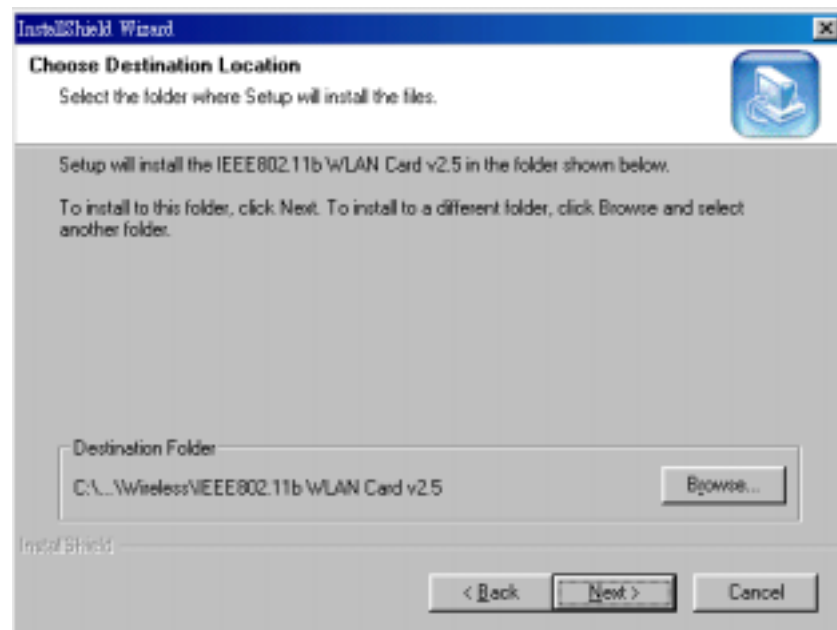 InstallShield Wizard
Choose Destination Location
Select the folder where Setup will install the files.
Setup will install the IEEE802.11b WLAN Card v2.5 in the folder shown below.
To install to this folder, click Next. To install to a different folder, click Browse and select
another folder.
Destination Folder
C:\...\Wireless\IEEE802.11b WLAN Card v2.5
Browse...
InstallShield
< Back
Next >
Cancel